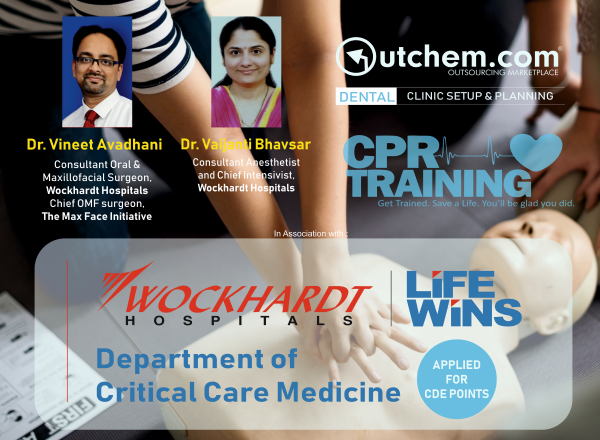 Outchem.com®
OUTSOURCING MARKETPLACE
DENTAL CLINIC SETUP & PLANNING
Dr. Vineet Avadhani
Consultant Oral &
Maxillofacial Surgeon,
Wockhardt Hospitals
Chief OMF surgeon,
The Max Face Initiative
Dr. Vaijanti Bhavsar
Consultant Anesthetist
and Chief Intensivist,
Wockhardt Hospitals
CPR
TRAINING
Get Trained. Save a Life. You'll be glad you did.
In Association with :
WOCKHARDT
HOSPITALS
LiFE
WiNS
Department of
Critical Care Medicine
APPLIED
FOR
CDE POINTS